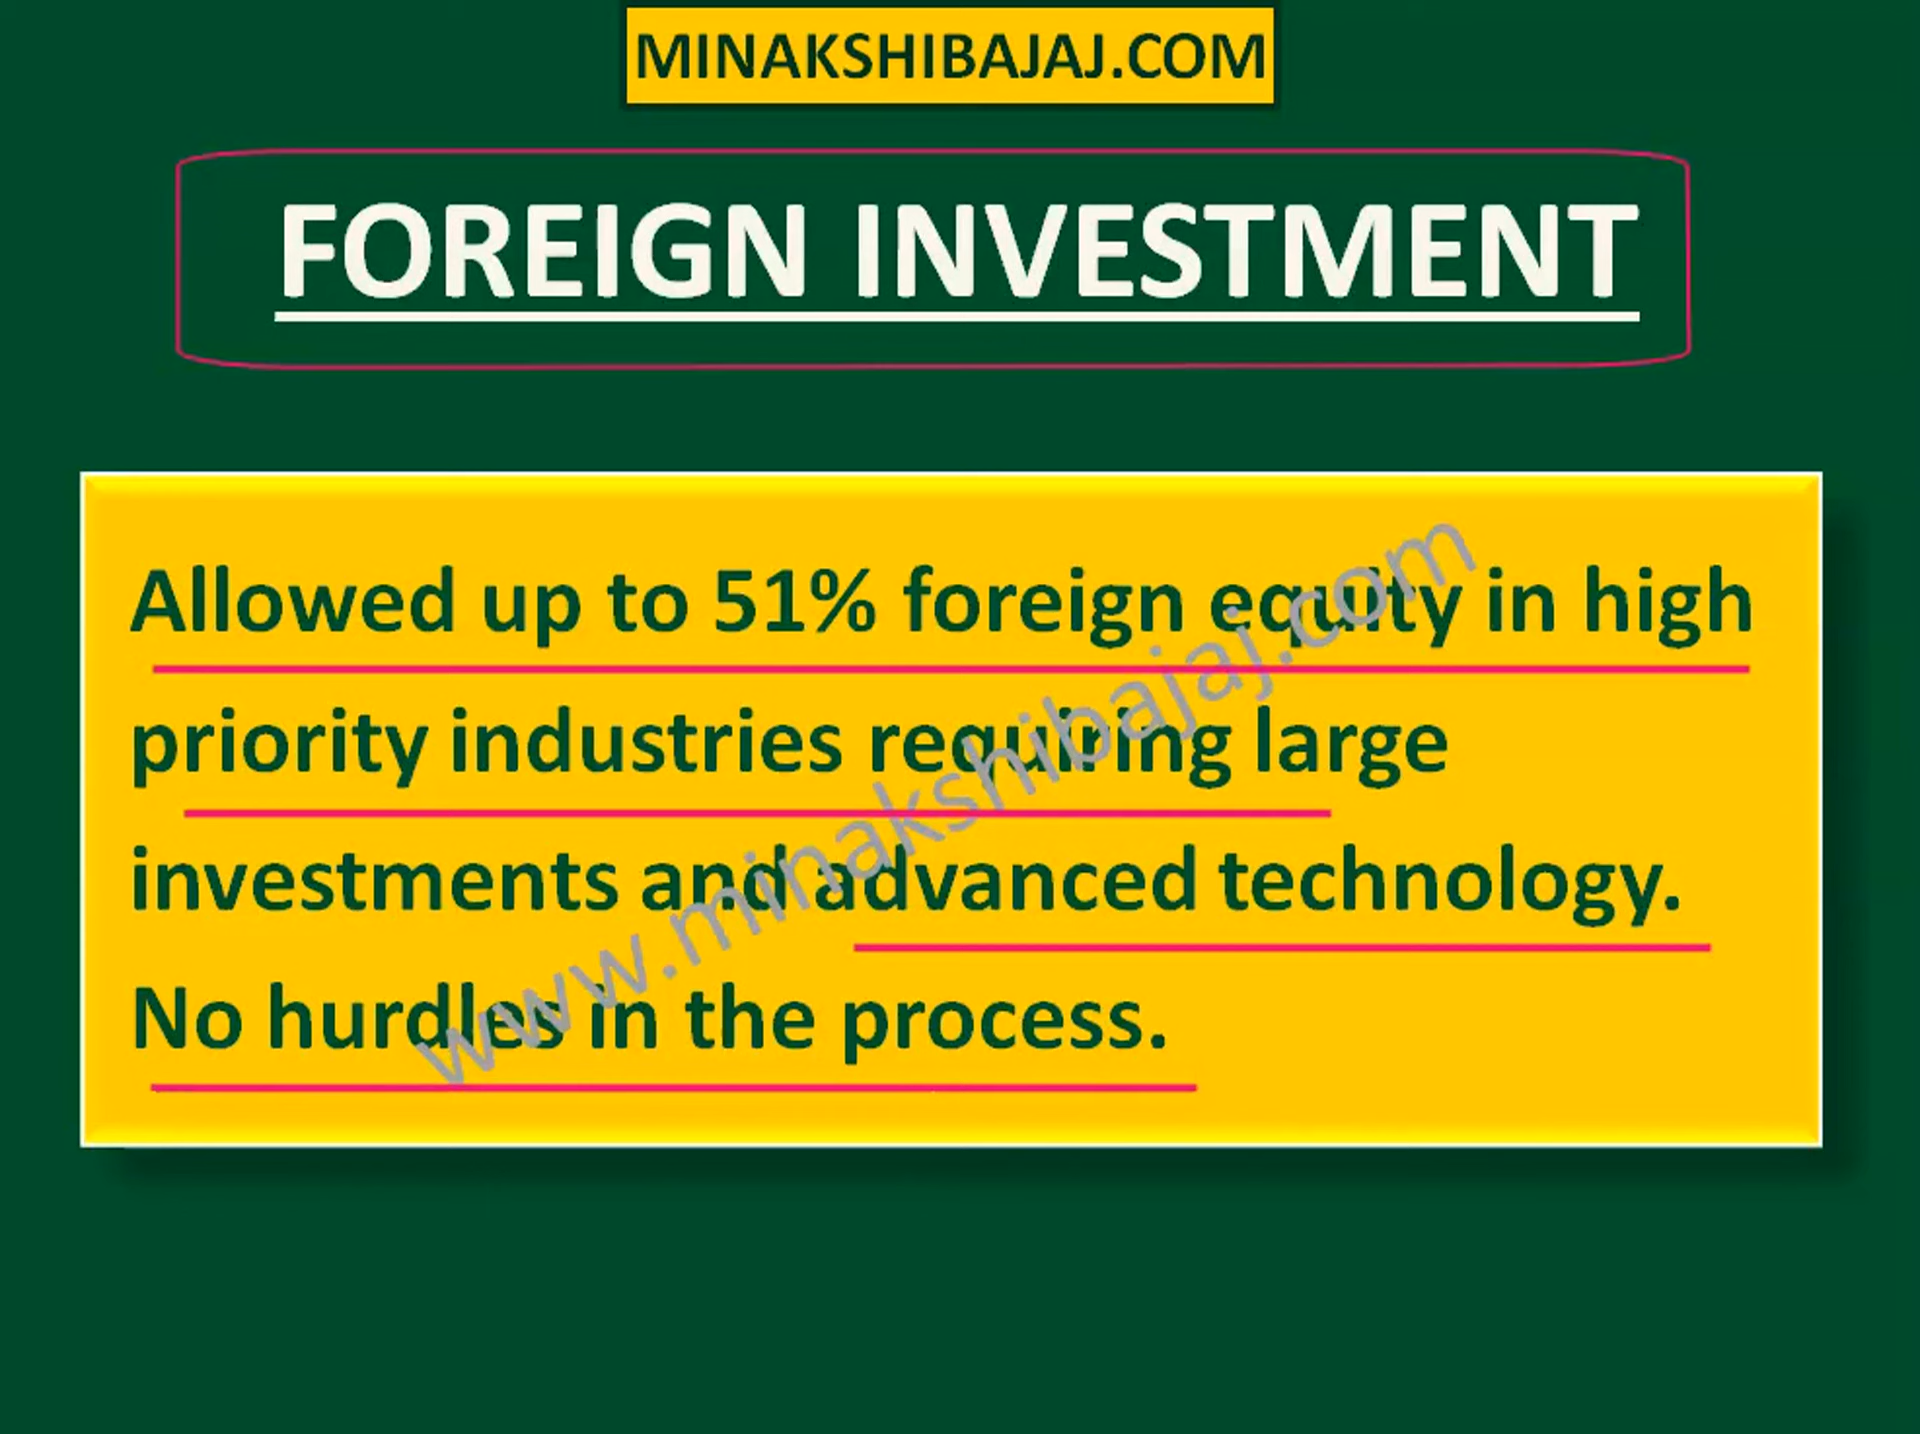 MINAKSHIBAJAJ.COM
FOREIGN INVESTMENT
Allowed up to 51% foreign equity in high
priority industries requiring large
investments and advanced technology.
No hurdles in the process.
www.minakshibajaj.com